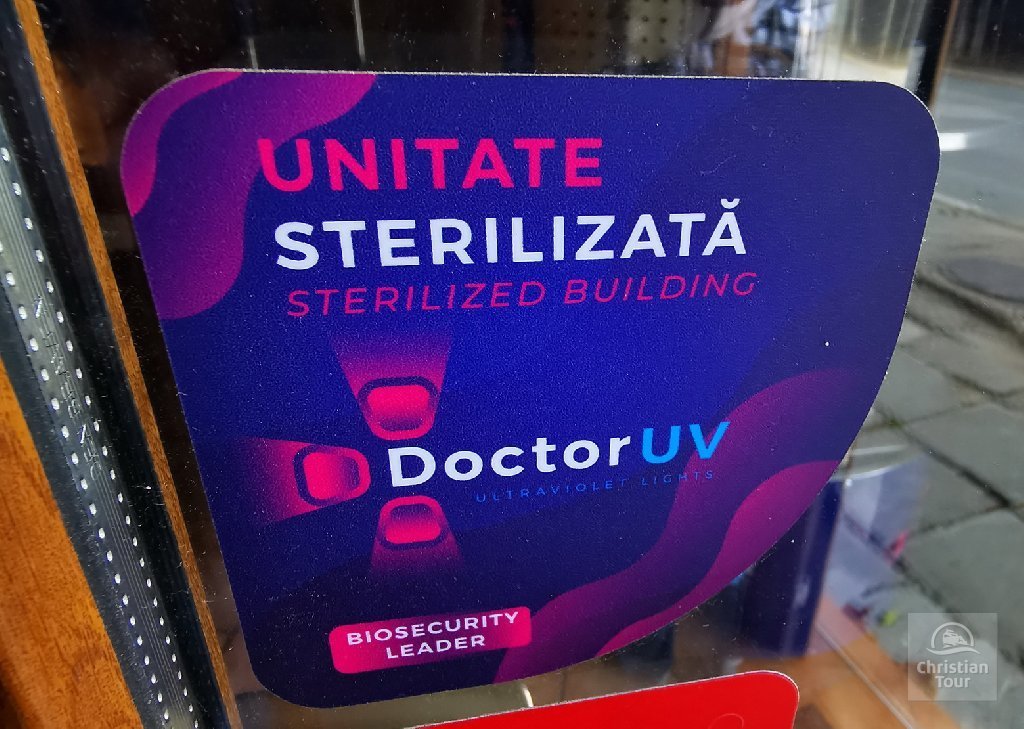 UNITATE
STERILIZATĂ
STERILIZED BUILDING
DoctorUV
ULTRAVIOLET LIGHTS
BIOSECURITY
LEADER
Christian
Tour